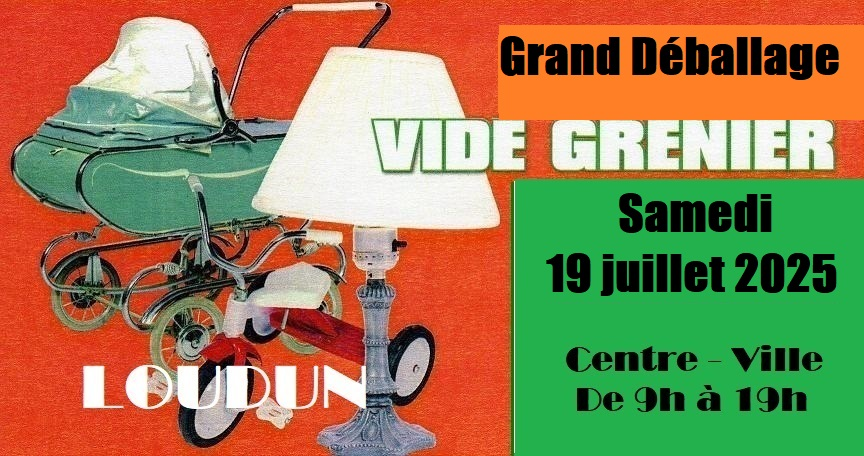 Grand Déballage
VIDE GRENIER
Samedi
19 juillet 2025
Centre - Ville
De 9h à 19h
LOUDUN